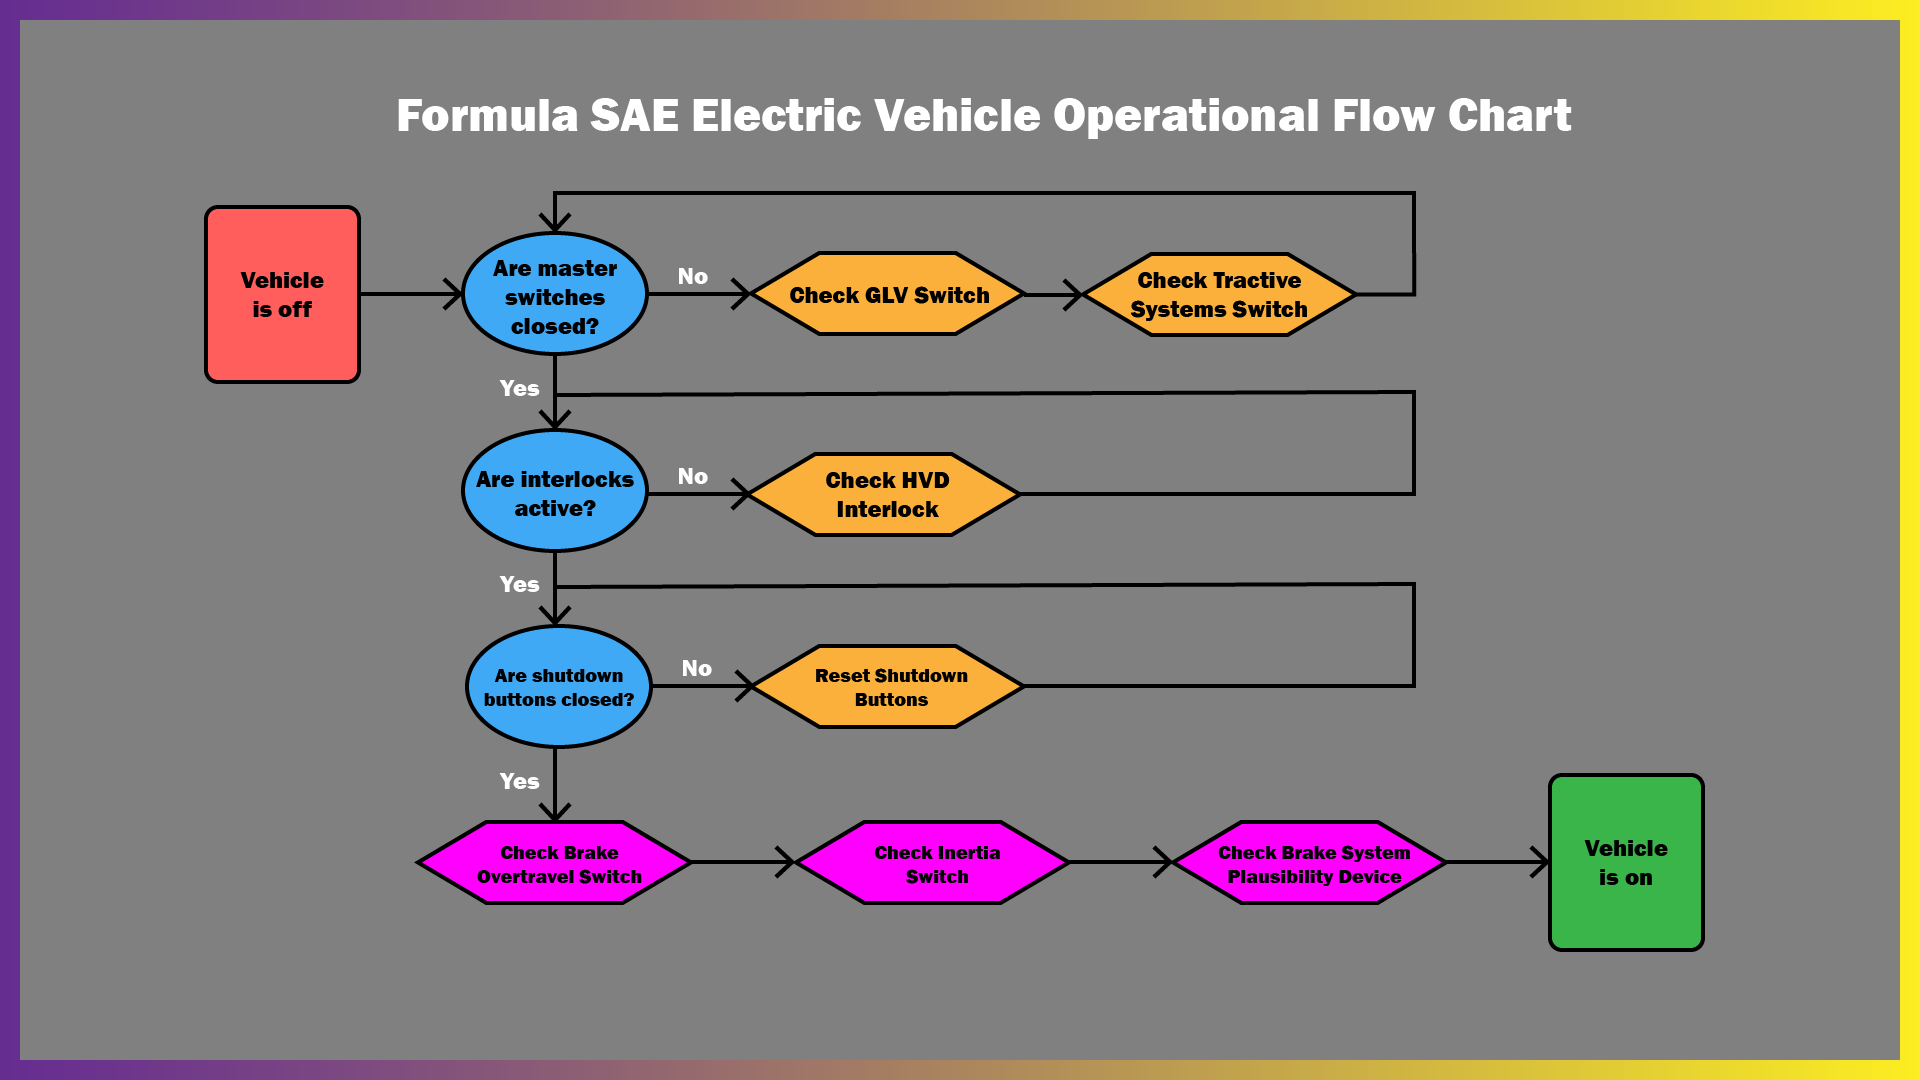 Formula SAE Electric Vehicle Operational Flow Chart
Vehicle
is off
Are master
switches
closed?
No
Check GLV Switch
Check Tractive
Systems Switch
Yes
Are interlocks
active?
No
Check HVD
Interlock
Yes
Are shutdown
buttons closed?
No
Reset Shutdown
Buttons
Yes
Check Brake
Overtravel Switch
Check Inertia
Switch
Check Brake System
Plausibility Device
Vehicle
is on